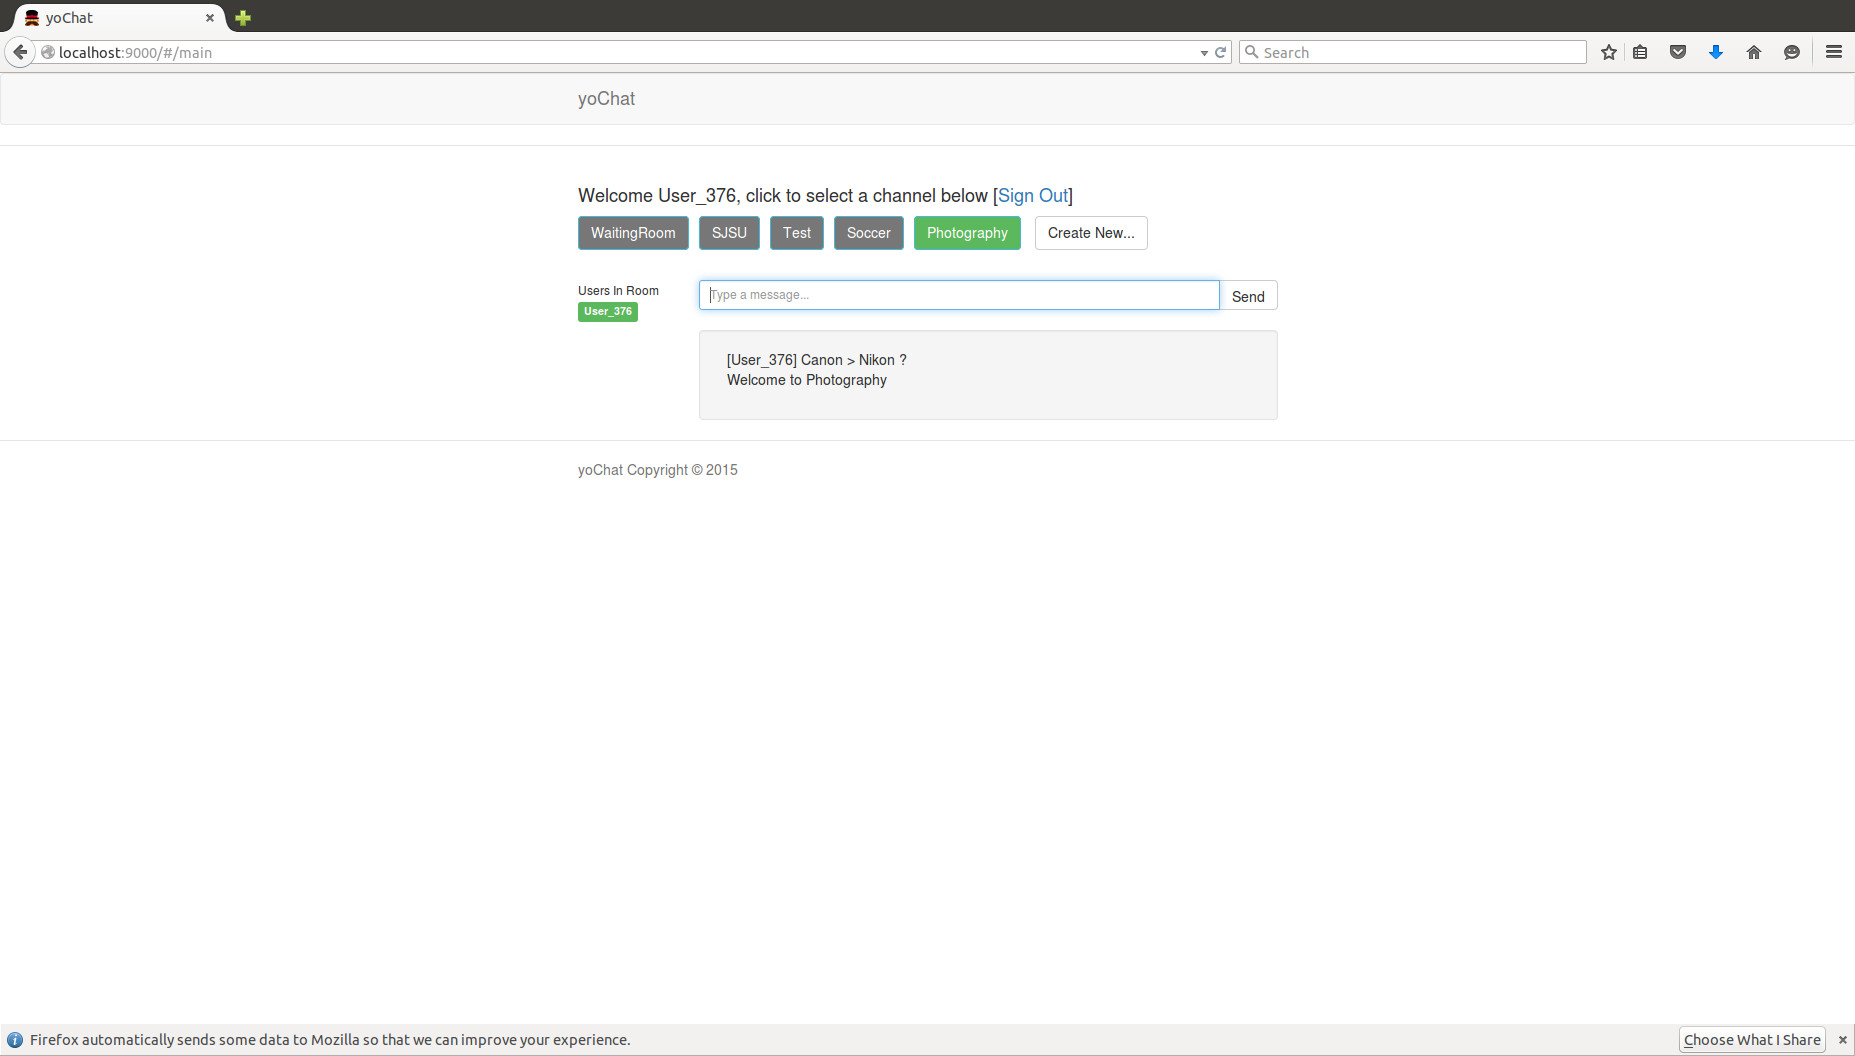 yoChat
localhost:9000/#/main
Search
yoChat
Welcome User_376, click to select a channel below [Sign Out]
WaitingRoom SJSU Test Soccer Photography Create New...
Users In Room
User_376
Type a message...
Send
[User_376] Canon > Nikon ?
Welcome to Photography
yoChat Copyright © 2015
Firefox automatically sends some data to Mozilla so that we can improve your experience.
Choose What I Share